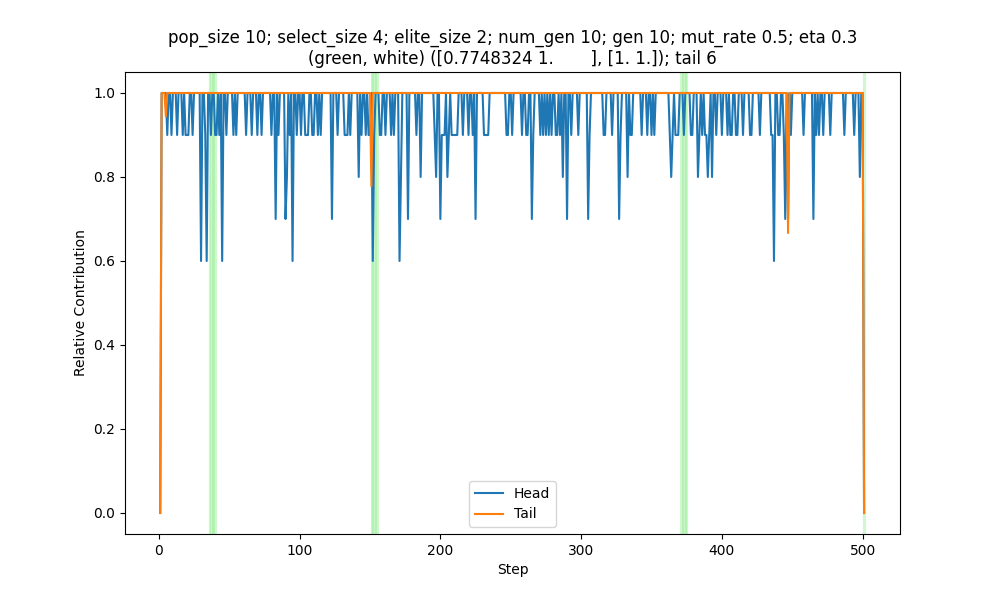 pop_size 10; select_size 4; elite_size 2; num_gen 10; gen 10; mut_rate 0.5; eta 0.3
(green, white) ([0.7748324 1.        ], [1. 1.]); tail 6
1.0
0.8
0.6
0.4
0.2
0.0
Relative Contribution
Head
Tail
0
100
200
300
400
500
Step